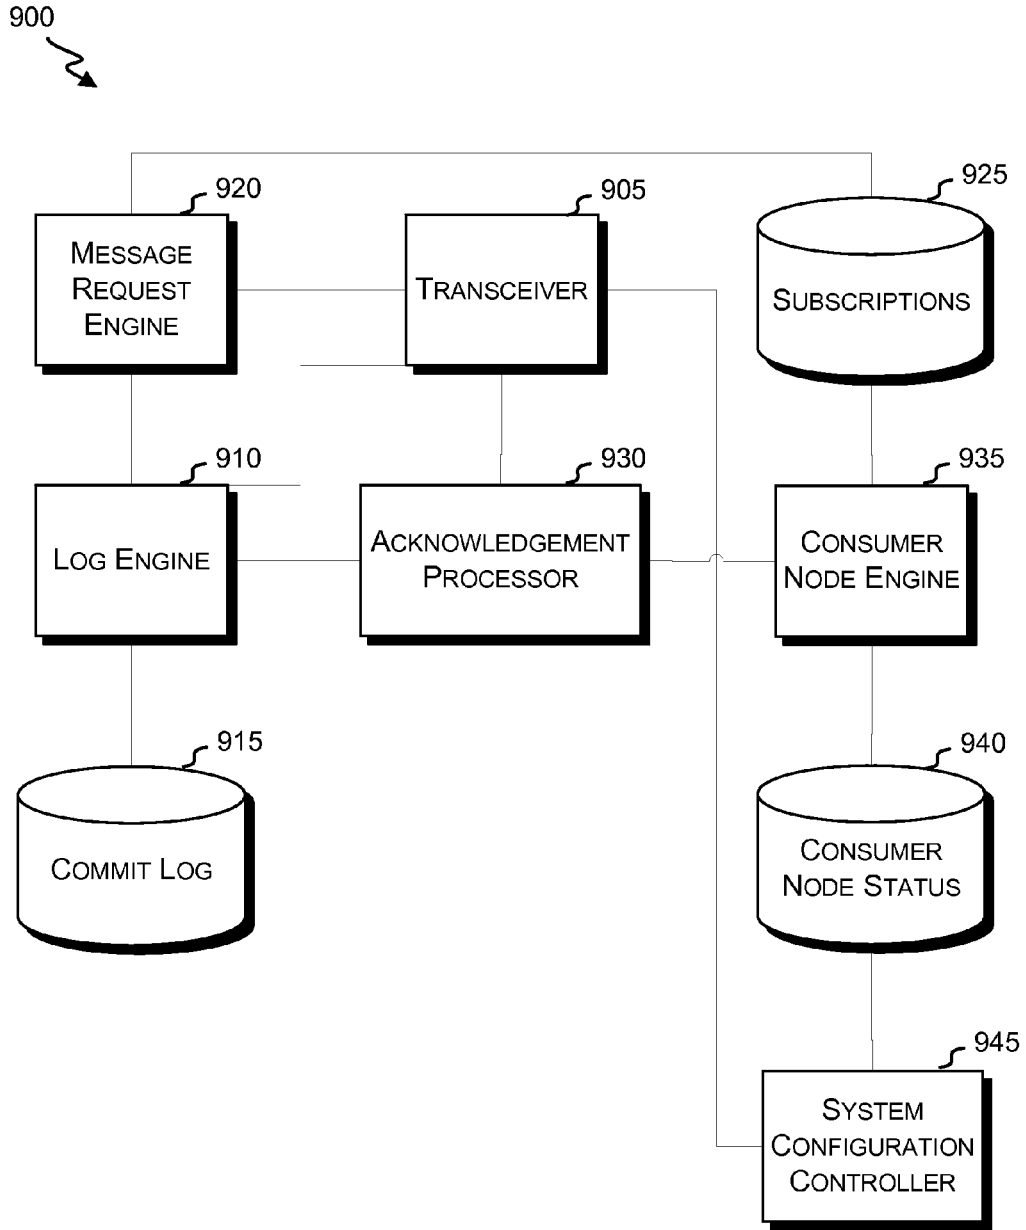 900
920
905
925
MESSAGE
REQUEST
ENGINE
TRANSCEIVER
SUBSCRIPTIONS
910
930
935
LOG ENGINE
ACKNOWLEDGEMENT
PROCESSOR
CONSUMER
NODE ENGINE
915
940
COMMIT LOG
CONSUMER
NODE STATUS
945
SYSTEM
CONFIGURATION
CONTROLLER